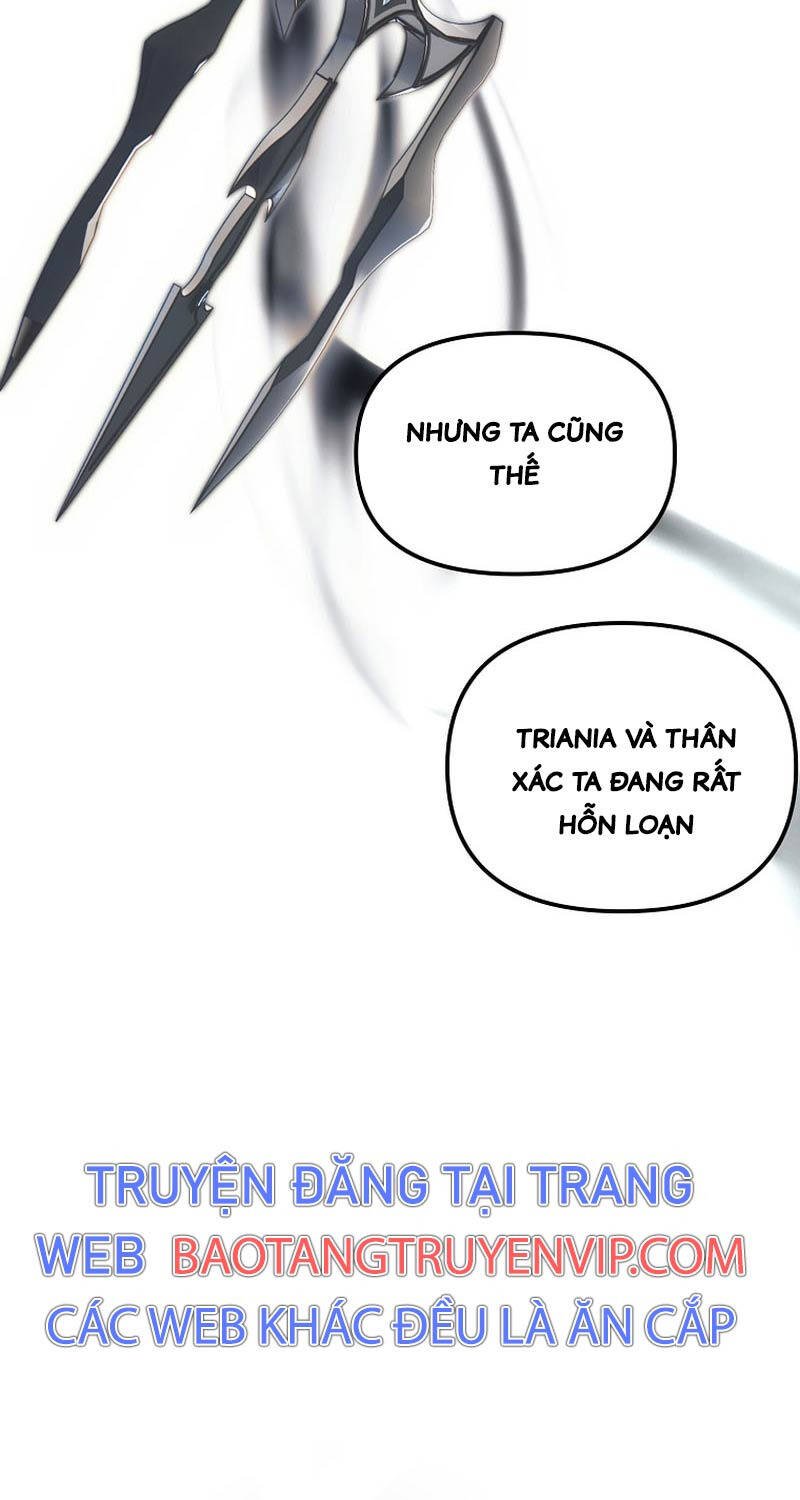 NHƯNG TA CŨNG
THẾ
TRIANIA VÀ THÂN
XÁC TA ĐANG RẤT
HỖN LOẠN
TRUYỆN ĐĂNG TẠI TRANG
WEB BAOTANGTRUYENVIP.COM
CÁC WEB KHÁC ĐỀU LÀ ĂN CẮP